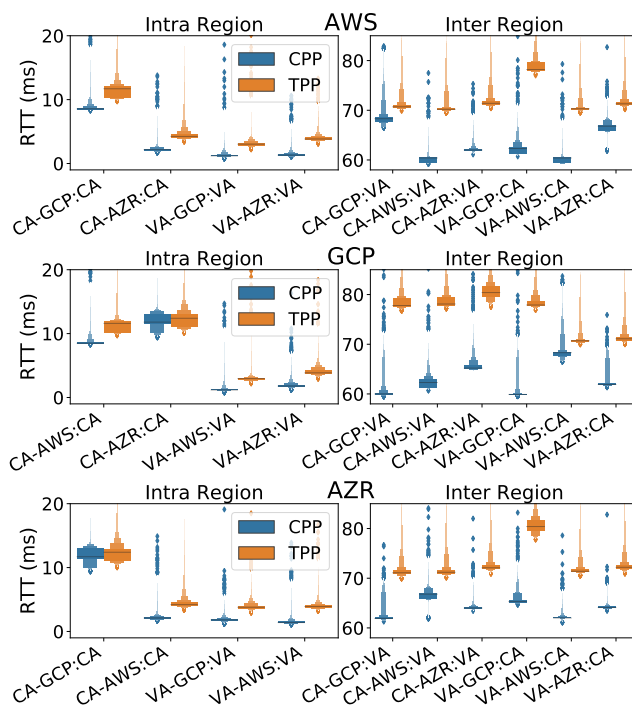 AWS
Intra Region
Inter Region
RTT (ms)
20
10
0
CPP
TPP
80
70
60
CA-GCP:CA
CA-AZR:CA
VA-GCP:VA
VA-AZR:VA
CA-GCP:VA
CA-AWS:VA
CA-AZR:VA
VA-GCP:CA
VA-AWS:CA
VA-AZR:CA
GCP
Intra Region
Inter Region
RTT (ms)
20
10
0
CPP
TPP
80
70
60
CA-AWS:CA
CA-AZR:CA
VA-AWS:VA
VA-AZR:VA
CA-GCP:VA
CA-AWS:VA
CA-AZR:VA
VA-GCP:CA
VA-AWS:CA
VA-AZR:CA
AZR
Intra Region
Inter Region
RTT (ms)
20
10
0
CPP
TPP
80
70
60
CA-GCP:CA
CA-AWS:CA
VA-GCP:VA
VA-AWS:VA
CA-GCP:VA
CA-AWS:VA
CA-AZR:VA
VA-GCP:CA
VA-AWS:CA
VA-AZR:CA